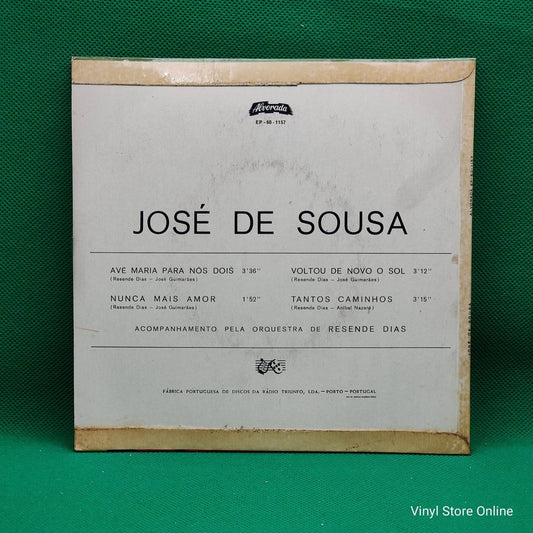 Alvorada
EP - 60 - 1157
JOSÉ DE SOUSA
AVÉ MARIA PARA NÓS DOIS 3'36"
(Resende Dias - José Guimarães)
NUNCA MAIS AMOR 1'52"
(Resende Dias - José Guimarães)
VOLTOU DE NOVO O SOL 3'12"
(Resende Dias - José Guimarães)
TANTOS CAMINHOS 3'15"
(Resende Dias - Aníbal Nazaré)
ACOMPANHAMENTO PELA ORQUESTRA DE RESENDE DIAS
FÁBRICA PORTUGUESA DE DISCOS DA RÁDIO TRIUNFO, LDA. – PORTO – PORTUGAL
Vinyl Store Online